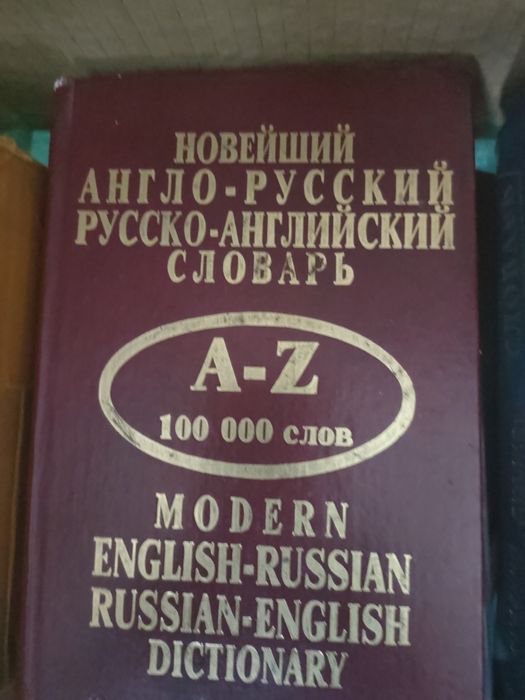 НОВЕЙШИЙ
АНГЛО-РУССКИЙ
РУССКО-АНГЛИЙСКИЙ
СЛОВАРЬ
A-Z
100 000 слов
MODERN
ENGLISH-RUSSIAN
RUSSIAN-ENGLISH
DICTIONARY